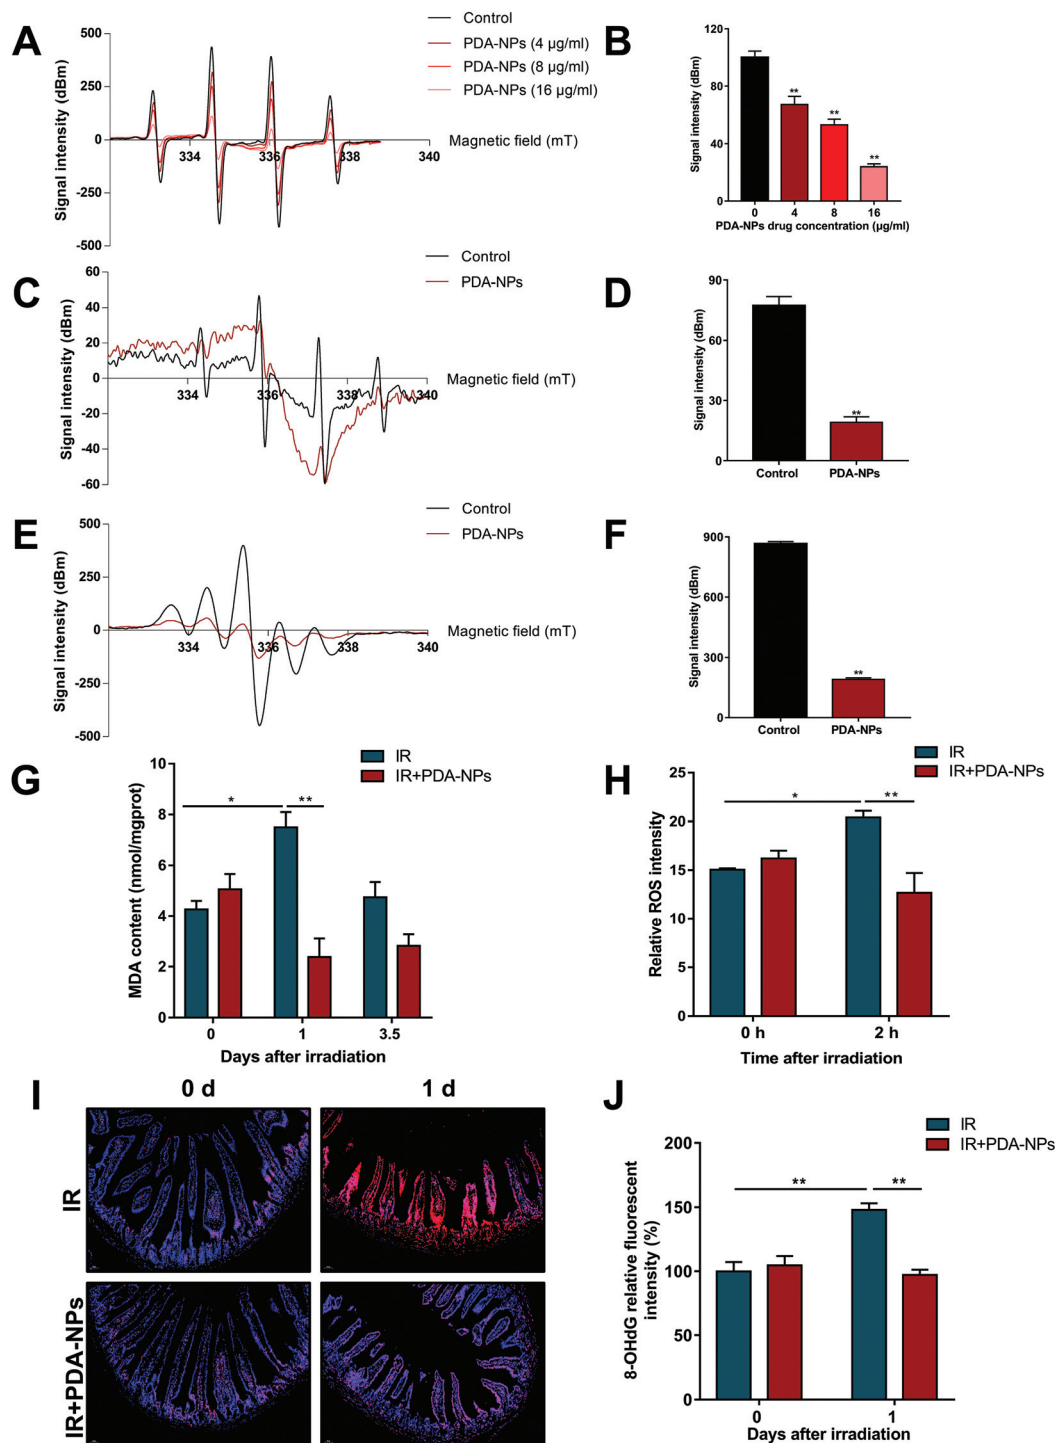 A
Signal intensity (dBm)
500
250
0
-250
-500
334
336
338
340
Magnetic field (mT)
Control
PDA-NPs (4 μg/ml)
PDA-NPs (8 μg/ml)
PDA-NPs (16 μg/ml)
B
Signal intensity (dBm)
120
80
40
0
**
**
**
0 4 8 16
PDA-NPs drug concentration (μg/ml)
C
Signal intensity (dBm)
60
40
20
0
-20
-40
-60
334
336
338
340
Magnetic field (mT)
Control
PDA-NPs
D
Signal intensity (dBm)
90
60
30
0
**
Control PDA-NPs
E
Signal intensity (dBm)
500
250
0
-250
-500
334
336
338
340
Magnetic field (mT)
Control
PDA-NPs
F
Signal intensity (dBm)
900
600
300
0
**
Control PDA-NPs
G
IR
IR+PDA-NPs
MDA content (nmol/mgprot)
10
8
6
4
2
0
* **
0 1 3.5
Days after irradiation
H
IR
IR+PDA-NPs
Relative ROS intensity
25
20
15
10
5
0
* **
0 h 2 h
Time after irradiation
I
0 d 1 d
IR
IR+PDA-NPs
J
IR
IR+PDA-NPs
8-OHdG relative fluorescent
intensity (%)
200
150
100
50
0
** **
0 1
Days after irradiation